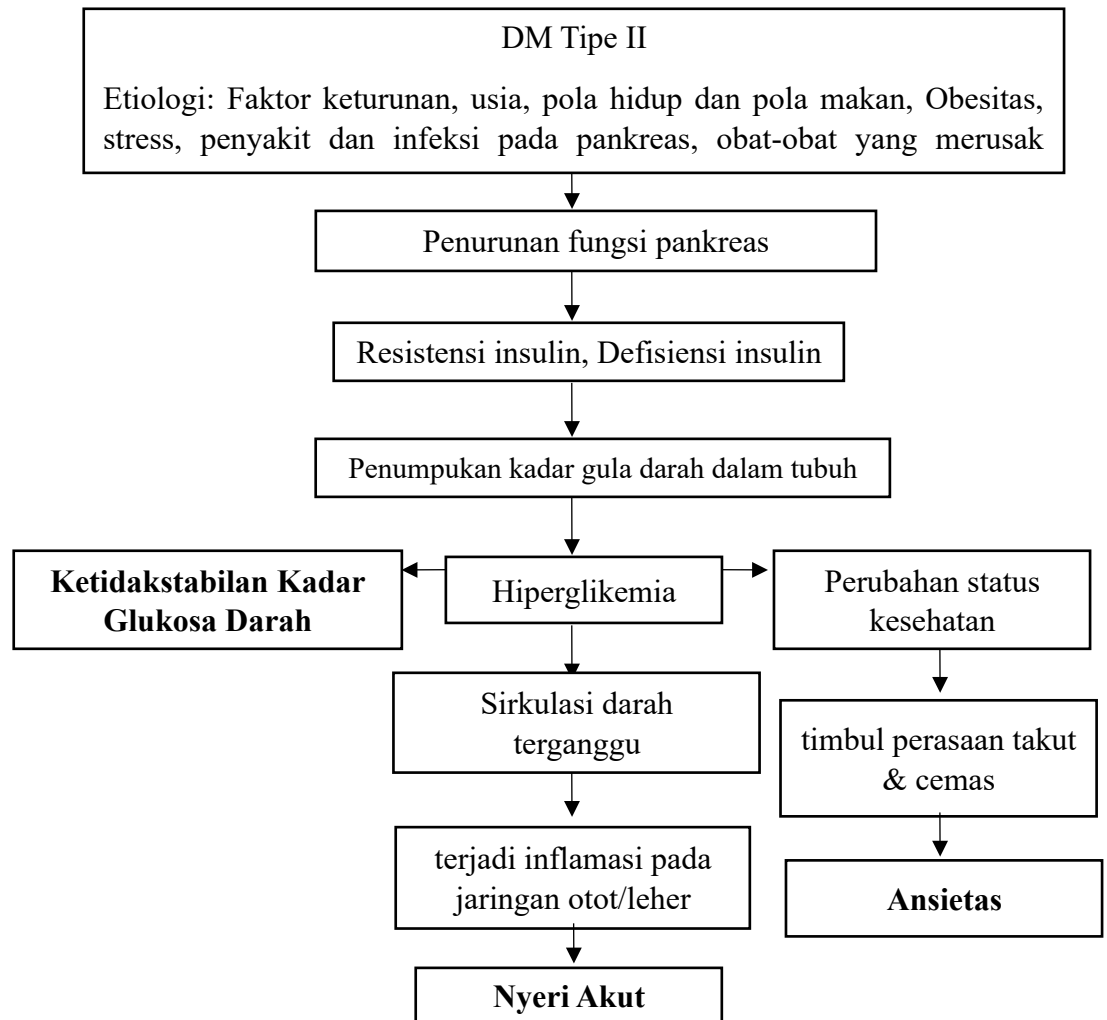 DM Tipe II
Etiologi: Faktor keturunan, usia, pola hidup dan pola makan, Obesitas,
stress, penyakit dan infeksi pada pankreas, obat-obat yang merusak
Penurunan fungsi pankreas
Resistensi insulin, Defisiensi insulin
Penumpukan kadar gula darah dalam tubuh
Ketidakstabilan Kadar
Glukosa Darah
Hiperglikemia
Perubahan status
kesehatan
Sirkulasi darah
terganggu
timbul perasaan takut
& cemas
terjadi inflamasi pada
jaringan otot/leher
Ansietas
Nyeri Akut